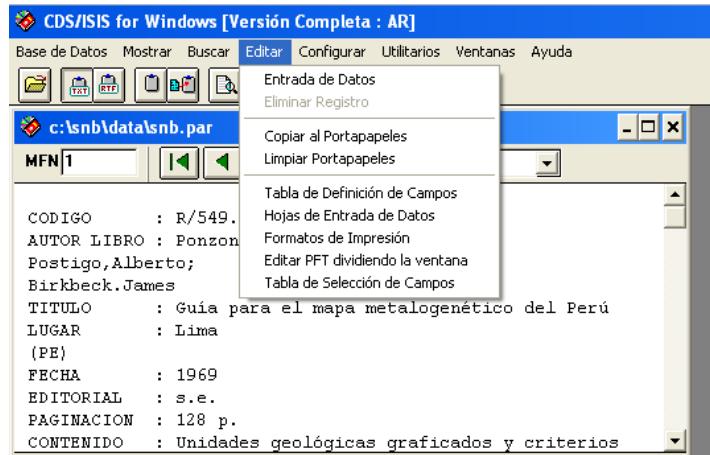 CDS/ISIS for Windows [Versión Completa : AR]
Base de Datos Mostrar Buscar Editar Configurar Utilitarios Ventanas Ayuda
TXT RTF
Entrada de Datos
Eliminar Registro
Copiar al Portapapeles
Limpiar Portapapeles
Tabla de Definición de Campos
Hojas de Entrada de Datos
Formatos de Impresión
Editar PFT dividiendo la ventana
Tabla de Selección de Campos
c:\snb\data\snb.par
MFN 1
CODIGO : R/549.
AUTOR LIBRO : Ponzon
Postigo,Alberto;
Birkbeck.James
TITULO : Guía para el mapa metalogenético del Perú
LUGAR : Lima
(PE)
FECHA : 1969
EDITORIAL : s.e.
PAGINACION : 128 p.
CONTENIDO : Unidades geológicas graficados y criterios